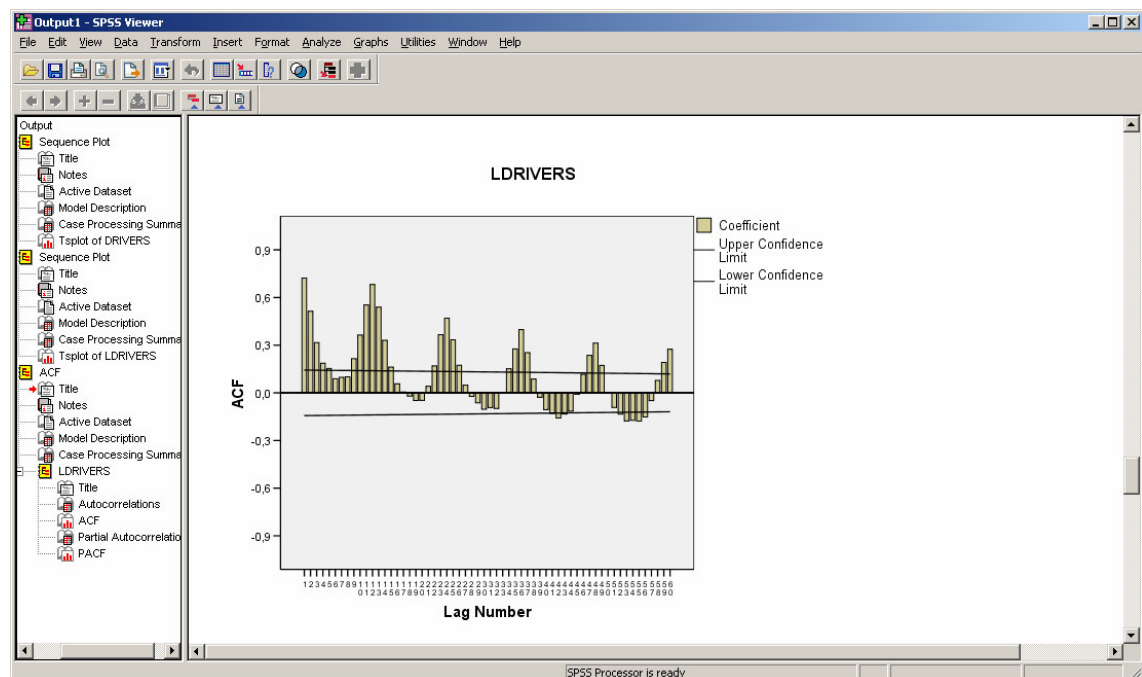 Output1 - SPSS Viewer
File Edit View Data Transform Insert Format Analyze Graphs Utilities Window Help
Output
Sequence Plot
Title
Notes
Active Dataset
Model Description
Case Processing Summa
Tsplot of DRIVERS
Sequence Plot
Title
Notes
Active Dataset
Model Description
Case Processing Summa
Tsplot of LDRIVERS
ACF
Title
Notes
Active Dataset
Model Description
Case Processing Summa
LDRIVERS
Title
Autocorrelations
ACF
Partial Autocorrelatio
PACF
LDRIVERS
Coefficient
Upper Confidence
Limit
Lower Confidence
Limit
0,9
0,6
0,3
0,0
-0,3
-0,6
-0,9
ACF
Lag Number
SPSS Processor is ready